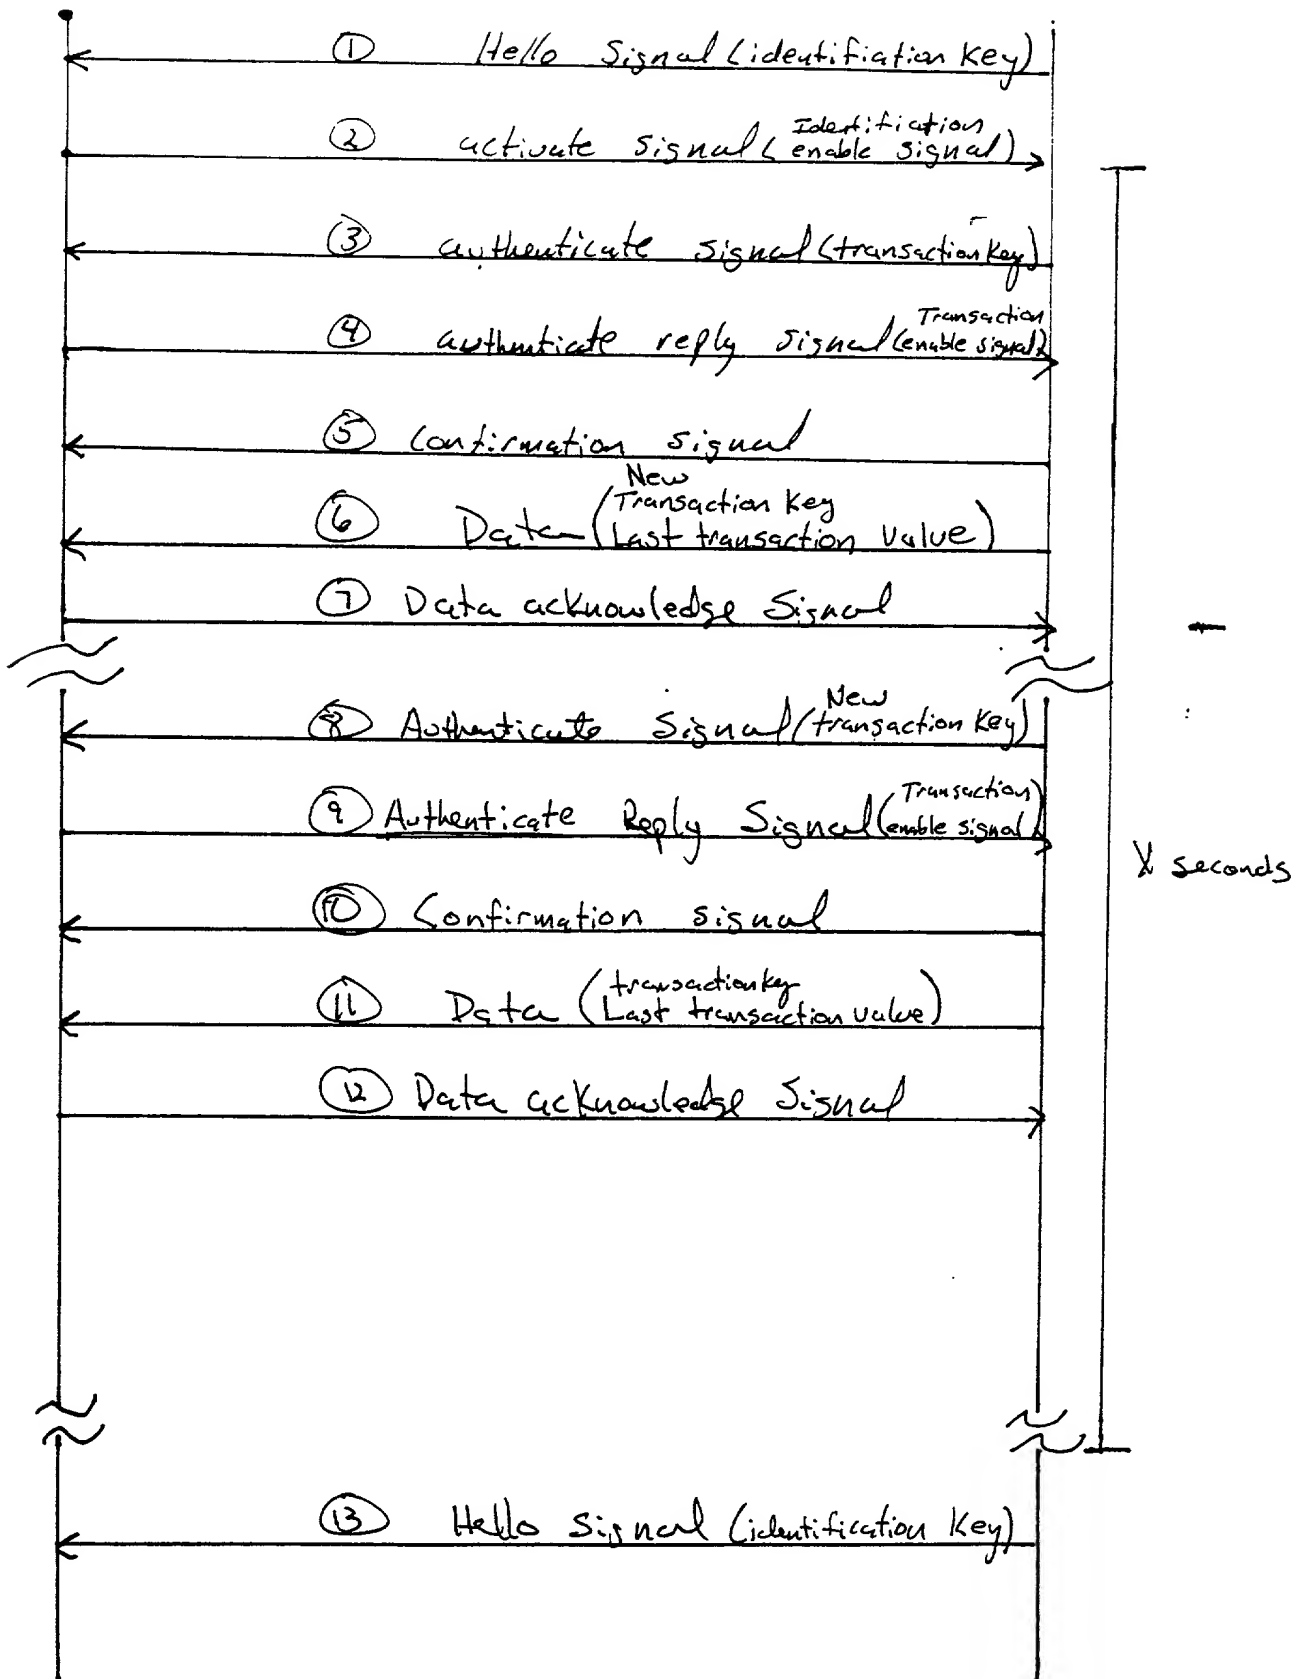 ① Hello Signal (identifiation Key)
② activate signal ( Identifiation
enable signal)
③ authenticate signal (transaction key)
④ authenticate reply signal ( Transaction
enable signal)
⑤ Confirmation signal
⑥ Data ( New
Transaction Key
Last transaction value)
⑦ Data acknowledge Signal
⑧ Authenticate Signal ( New
transaction Key)
⑨ Authenticate Reply Signal ( Transaction
enable signal)
X seconds
⑩ Confirmation signal
⑪ Data ( transaction key
Last transaction value)
⑫ Data acknowledge Signal
⑬ Hello Signal (identification Key)